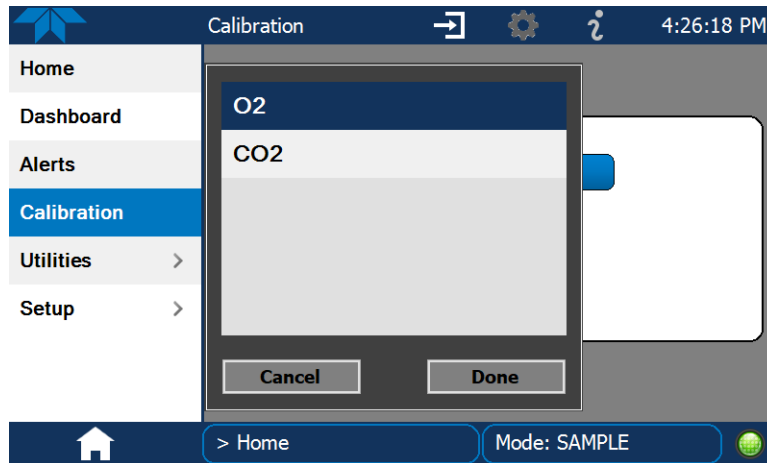 Calibration
4:26:18 PM
Home
Dashboard
Alerts
Calibration
Utilities
Setup
O2
CO2
Cancel
Done
> Home
Mode: SAMPLE